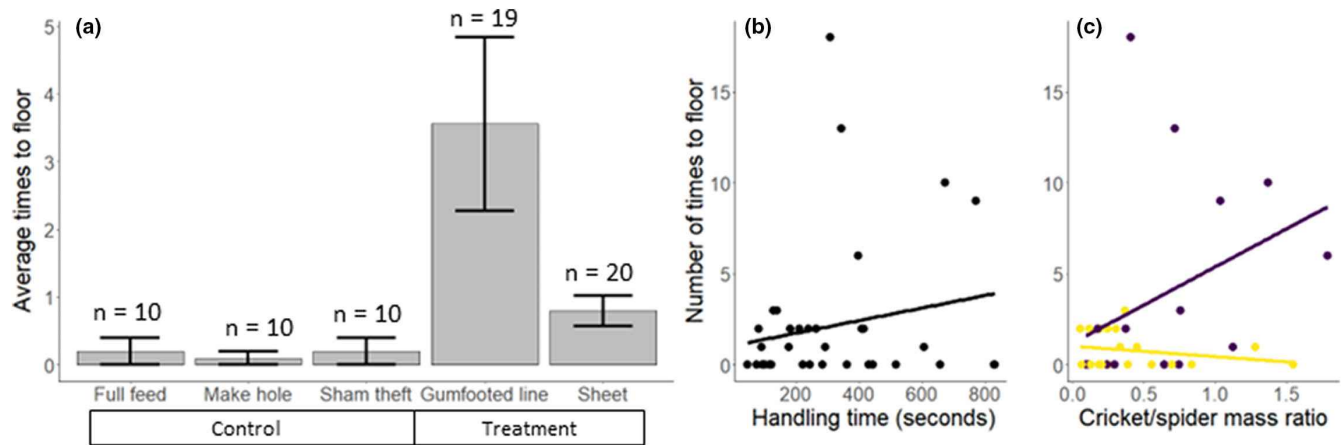 (a)
Average times to floor
5
4
3
2
1
0
n = 10
n = 10
n = 10
n = 19
n = 20
Full feed
Make hole
Sham theft
Gumfooted line
Sheet
Control
Treatment
(b)
Number of times to floor
15
10
5
0
200
400
600
800
Handling time (seconds)
(c)
15
10
5
0
0.0
0.5
1.0
1.5
Cricket/spider mass ratio